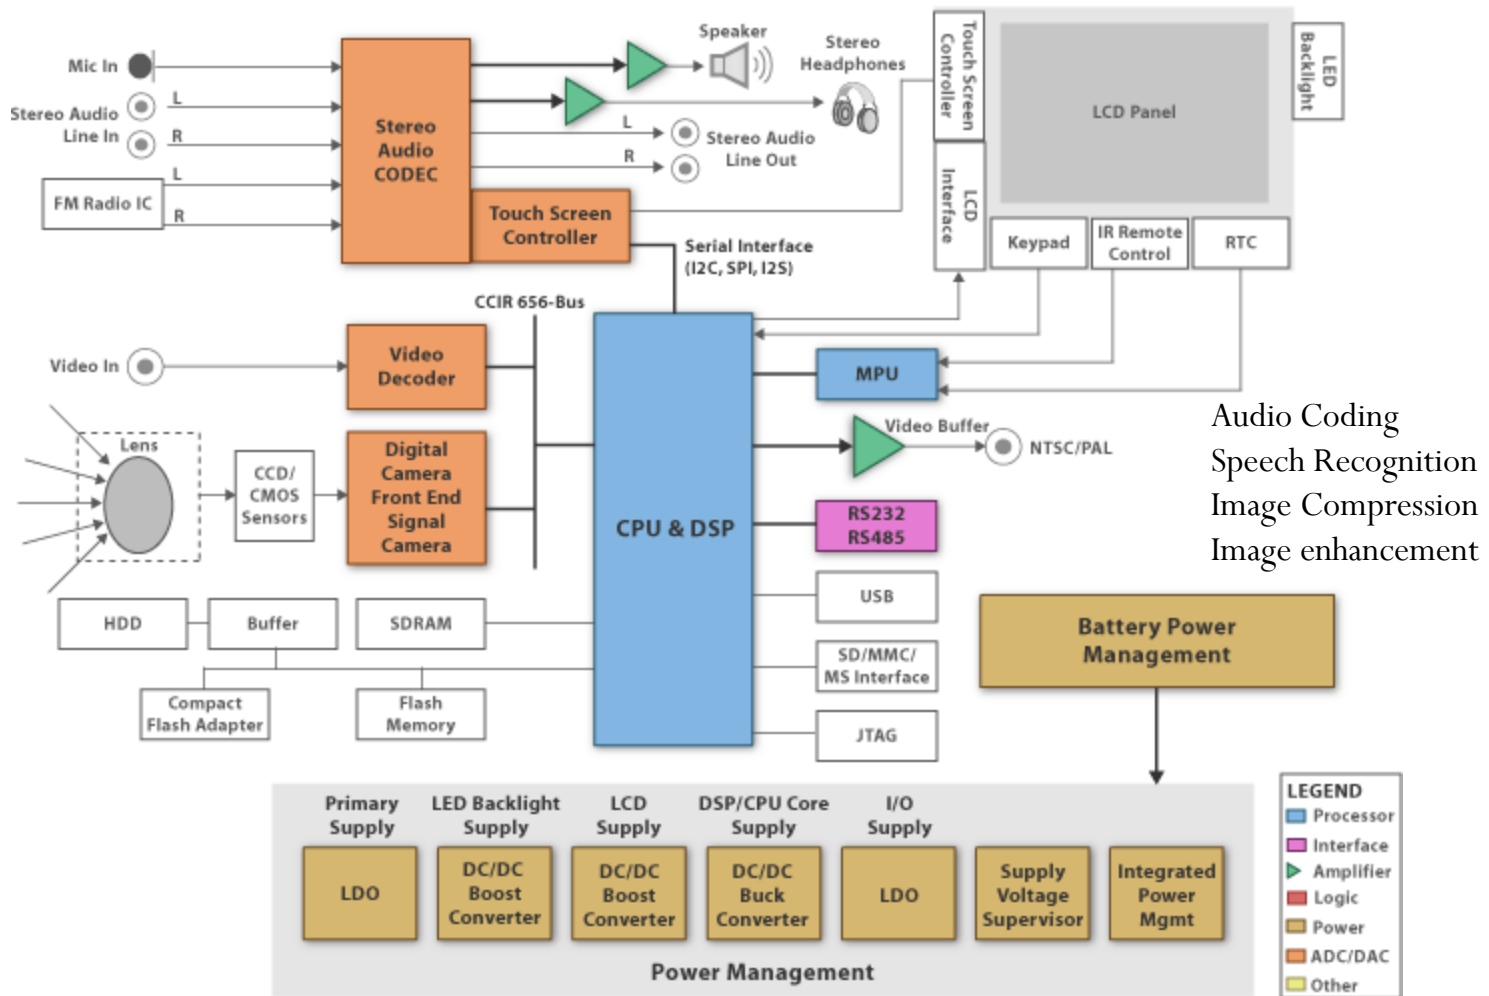 Mic In
Stereo Audio
Line In
L
R
FM Radio IC
L
R
Stereo
Audio
CODEC
Speaker
Stereo
Headphones
L
R
Stereo Audio
Line Out
Touch Screen
Controller
Serial Interface
(I2C, SPI, I2S)
Touch Screen
Controller
LCD
Interface
LCD Panel
LED
Backlight
Keypad
IR Remote
Control
RTC
CCIR 656-Bus
Video In
Video
Decoder
Lens
CCD/
CMOS
Sensors
Digital
Camera
Front End
Signal
Camera
CPU & DSP
MPU
Video Buffer
NTSC/PAL
RS232
RS485
USB
SD/MMC/
MS Interface
JTAG
HDD
Buffer
SDRAM
Compact
Flash Adapter
Flash
Memory
Audio Coding
Speech Recognition
Image Compression
Image enhancement
Battery Power
Management
Primary
Supply
LDO
LED Backlight
Supply
DC/DC
Boost
Converter
LCD
Supply
DC/DC
Boost
Converter
DSP/CPU Core
Supply
DC/DC
Buck
Converter
I/O
Supply
LDO
Supply
Voltage
Supervisor
Integrated
Power
Mgmt
Power Management
LEGEND
Processor
Interface
Amplifier
Logic
Power
ADC/DAC
Other